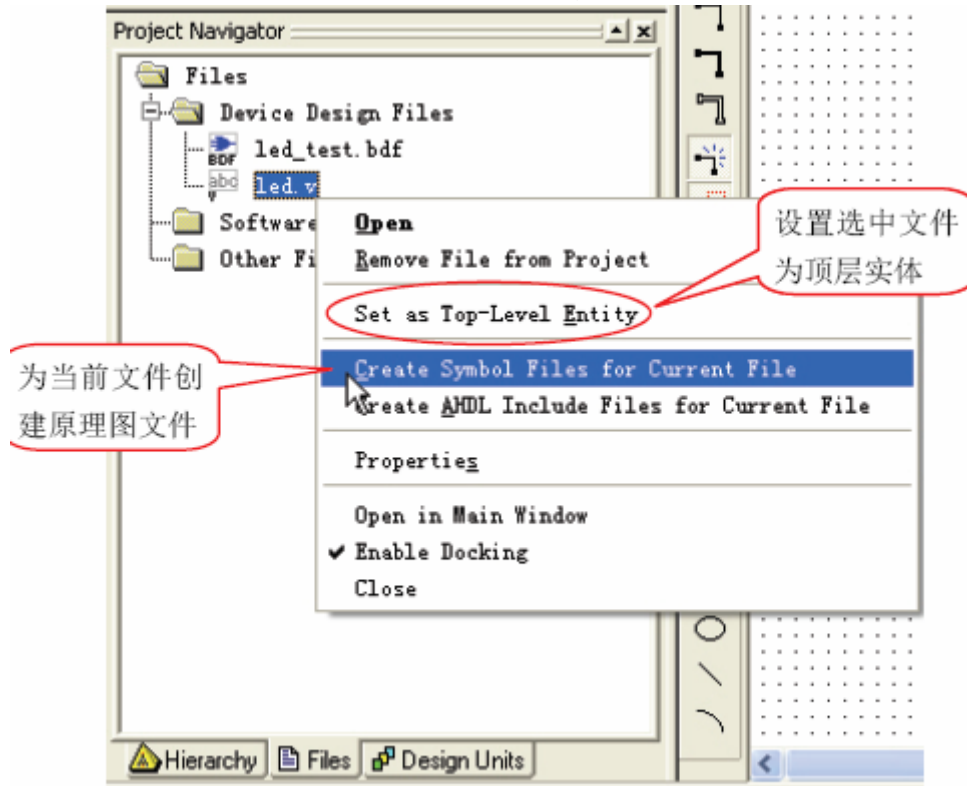 Project Navigator
Files
Device Design Files
BDF
led_test.bdf
abc
led.v
Software
Other Fi
Open
Remove File from Project
Set as Top-Level Entity
Create Symbol Files for Current File
Create AHDL Include Files for Current File
Properties
Open in Main Window
Enable Docking
Close
设置选中文件
为顶层实体
为当前文件创
建原理图文件
Hierarchy
Files
Design Units